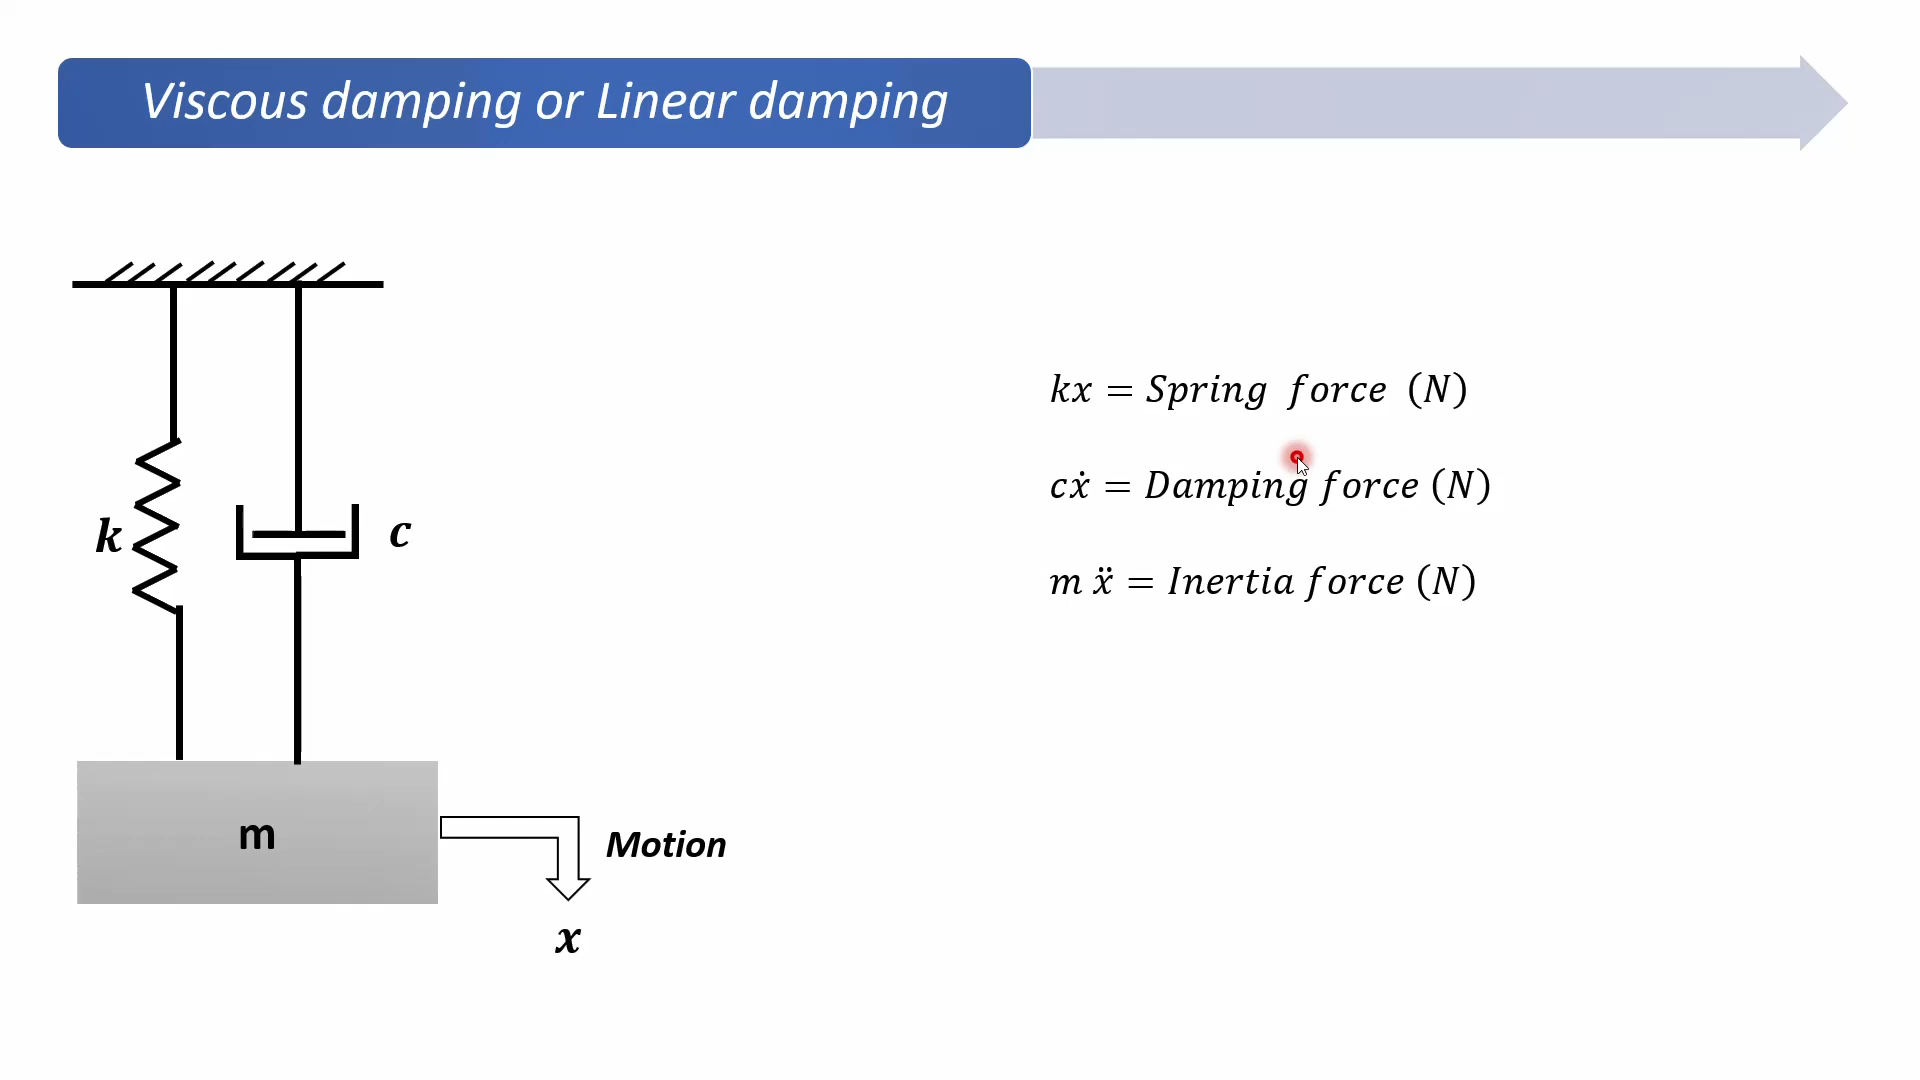 Viscous damping or Linear damping
kx = Spring force (N)
cẋ = Damping force (N)
k
c
m ẍ = Inertia force (N)
m
Motion
x